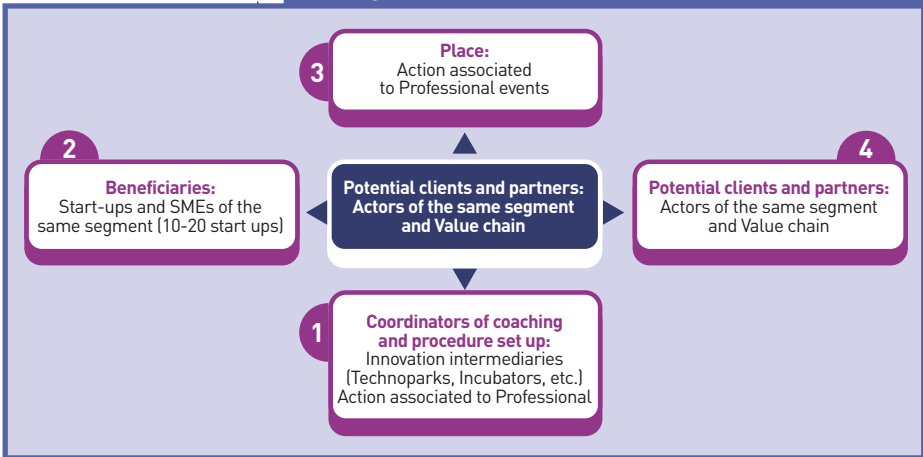 3
Place:
Action associated
to Professional events
2
Beneficiaries:
Start-ups and SMEs of the
same segment (10-20 start ups)
Potential clients and partners:
Actors of the same segment
and Value chain
4
Potential clients and partners:
Actors of the same segment
and Value chain
1
Coordinators of coaching
and procedure set up:
Innovation intermediaries
(Technoparks, Incubators, etc.)
Action associated to Professional